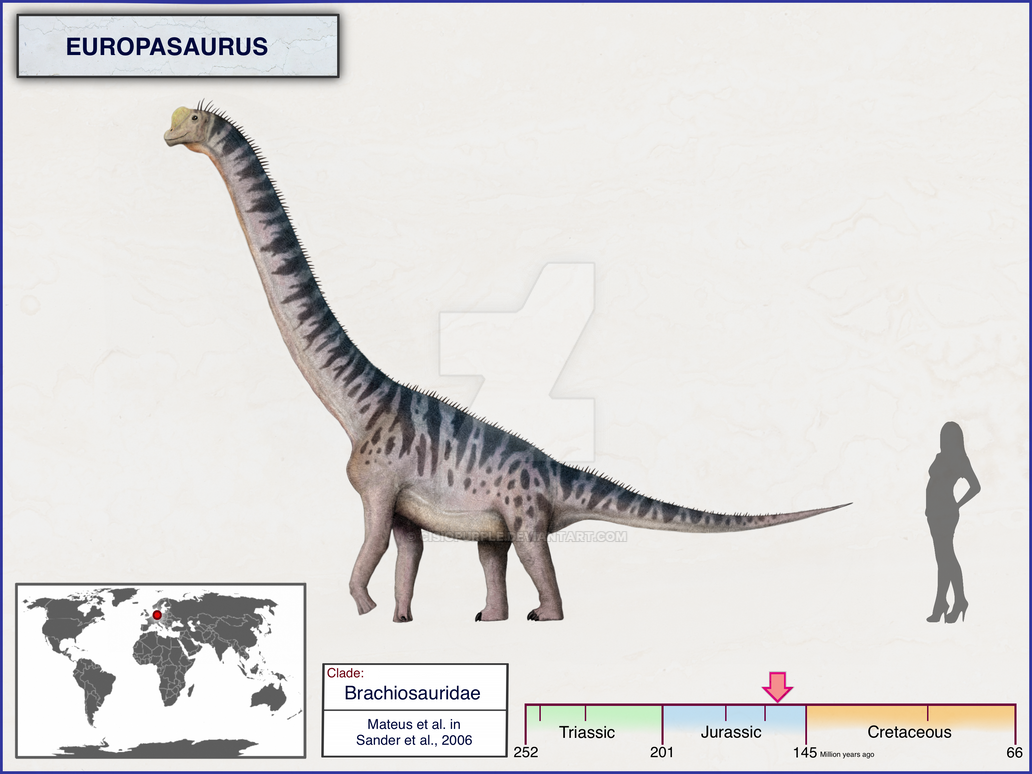 EUROPASAURUS
Clade:
Brachiosauridae
Mateus et al. in
Sander et al., 2006
Triassic
Jurassic
Cretaceous
252
201
145 Million years ago
66